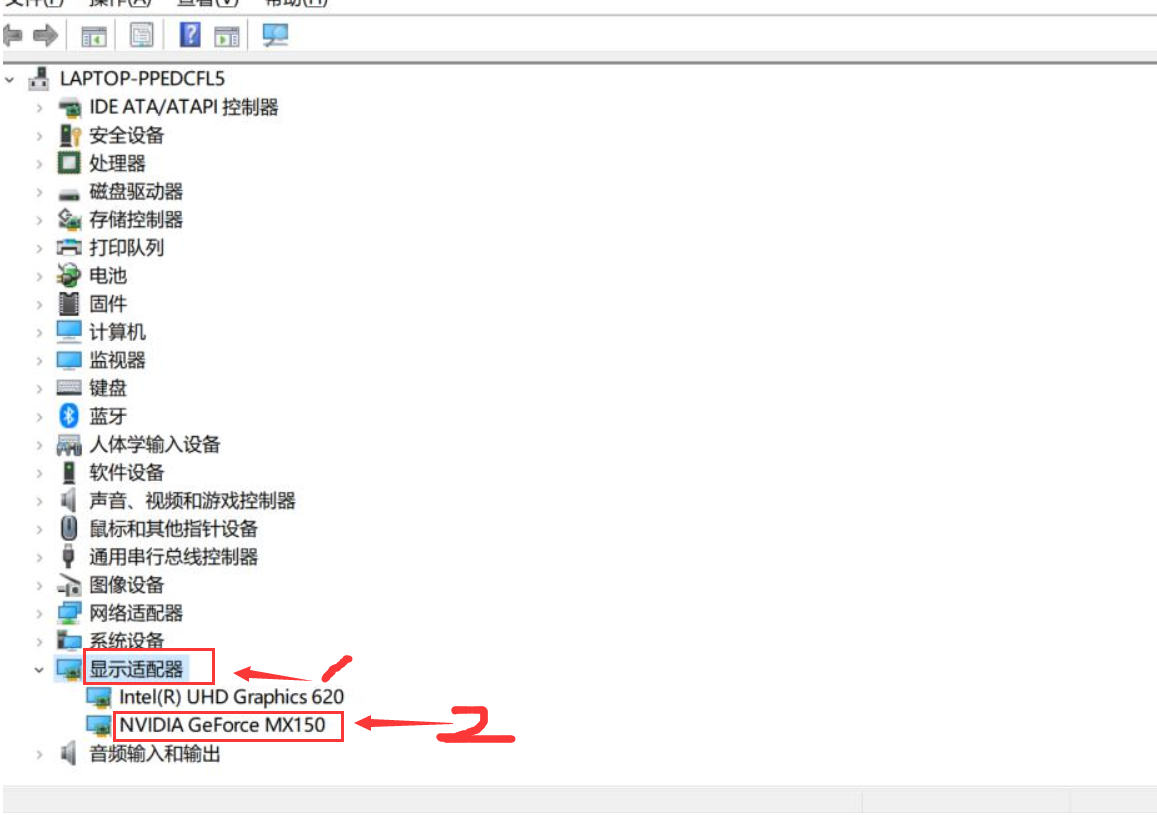 文件(F) 操作(A) 查看(V) 帮助(H)
LAPTOP-PPEDCFL5
IDE ATA/ATAPI 控制器
安全设备
处理器
磁盘驱动器
存储控制器
打印队列
电池
固件
计算机
监视器
键盘
蓝牙
人体学输入设备
软件设备
声音、视频和游戏控制器
鼠标和其他指针设备
通用串行总线控制器
图像设备
网络适配器
系统设备
显示适配器 1
Intel(R) UHD Graphics 620
NVIDIA GeForce MX150 2
音频输入和输出